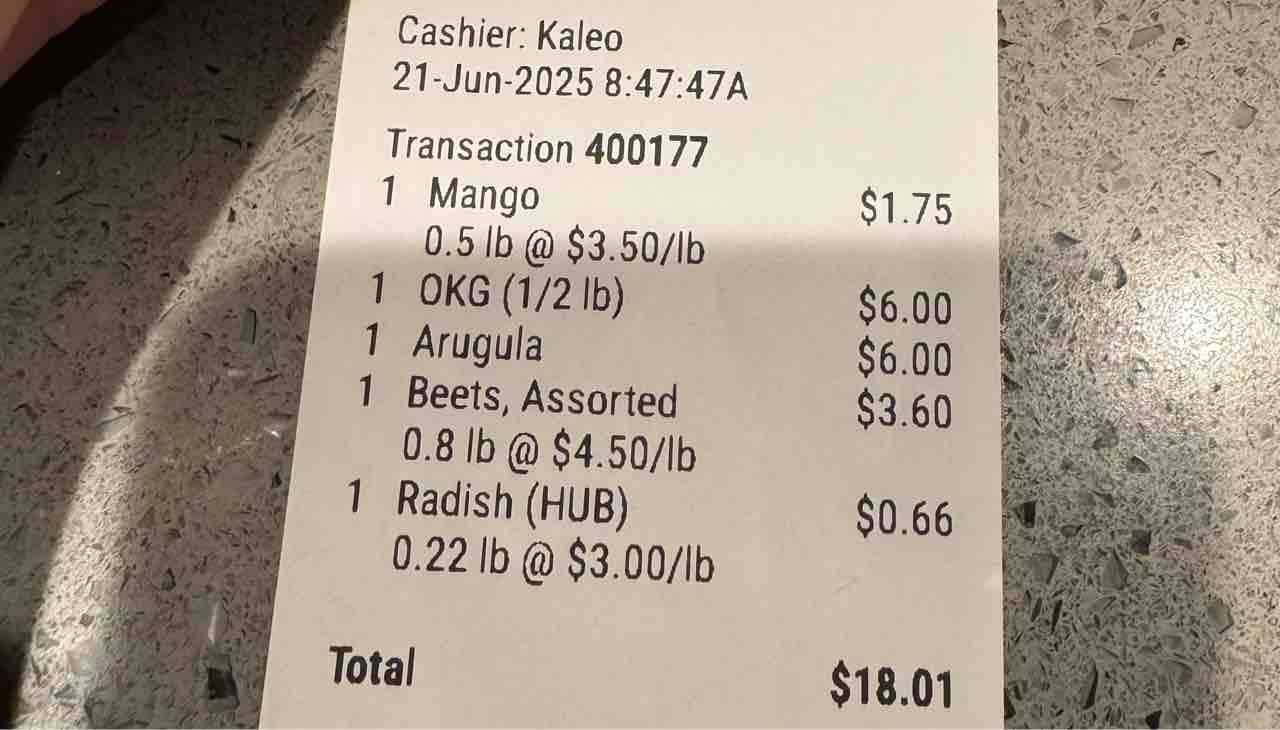 Cashier: Kaleo
21-Jun-2025 8:47:47A
Transaction 400177
1 Mango $1.75
0.5 lb @ $3.50/lb
1 OKG (1/2 lb) $6.00
1 Arugula $6.00
1 Beets, Assorted $3.60
0.8 lb @ $4.50/lb
1 Radish (HUB) $0.66
0.22 lb @ $3.00/lb
Total $18.01